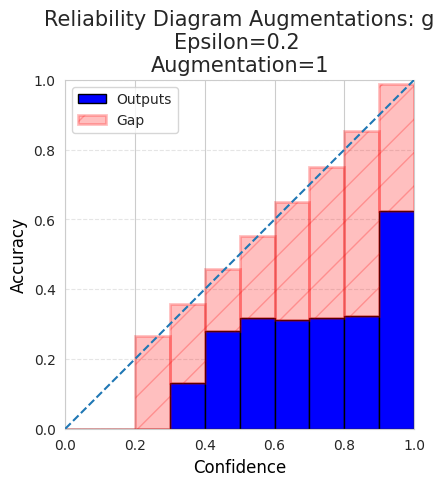 Reliability Diagram Augmentations: g
Epsilon=0.2
Augmentation=1
1.0
Outputs
Gap
0.8
0.6
Accuracy
0.4
0.2
0.0
0.0 0.2 0.4 0.6 0.8 1.0
Confidence